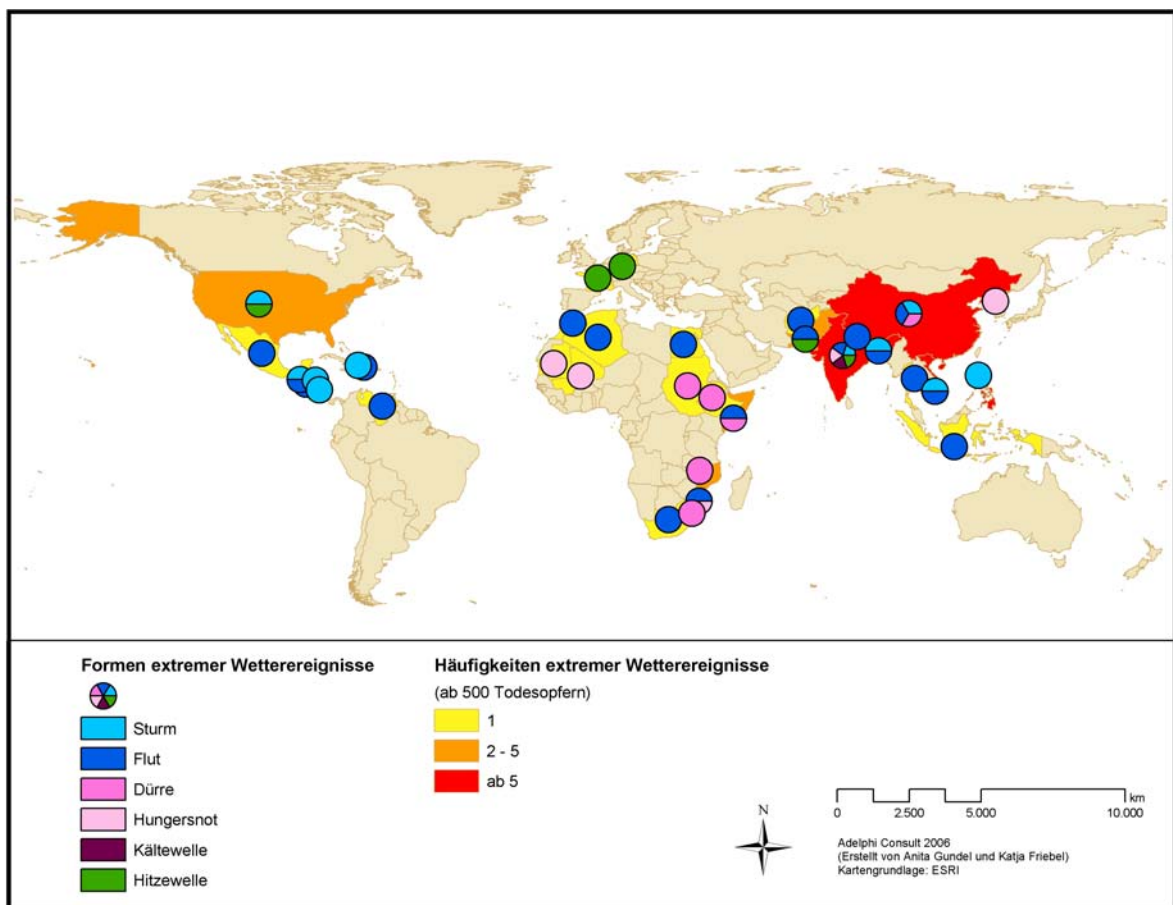 Formen extremer Wetterereignisse
Sturm
Flut
Dürre
Hungersnot
Kältewelle
Hitzewelle
Häufigkeiten extremer Wetterereignisse
(ab 500 Todesopfern)
1
2 - 5
ab 5
N
km
0 2.500 5.000 10.000
Adelphi Consult 2006
(Erstellt von Anita Gundel und Katja Friebel)
Kartengrundlage: ESRI